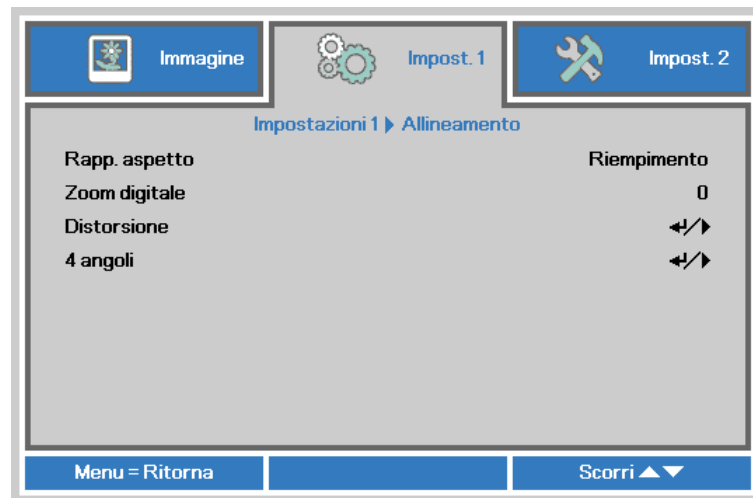 Immagine
Impost. 1
Impost. 2
Impostazioni 1 Allineamento
Rapp. aspetto Riempimento
Zoom digitale 0
Distorsione
4 angoli
Menu = Ritorna
Scorri